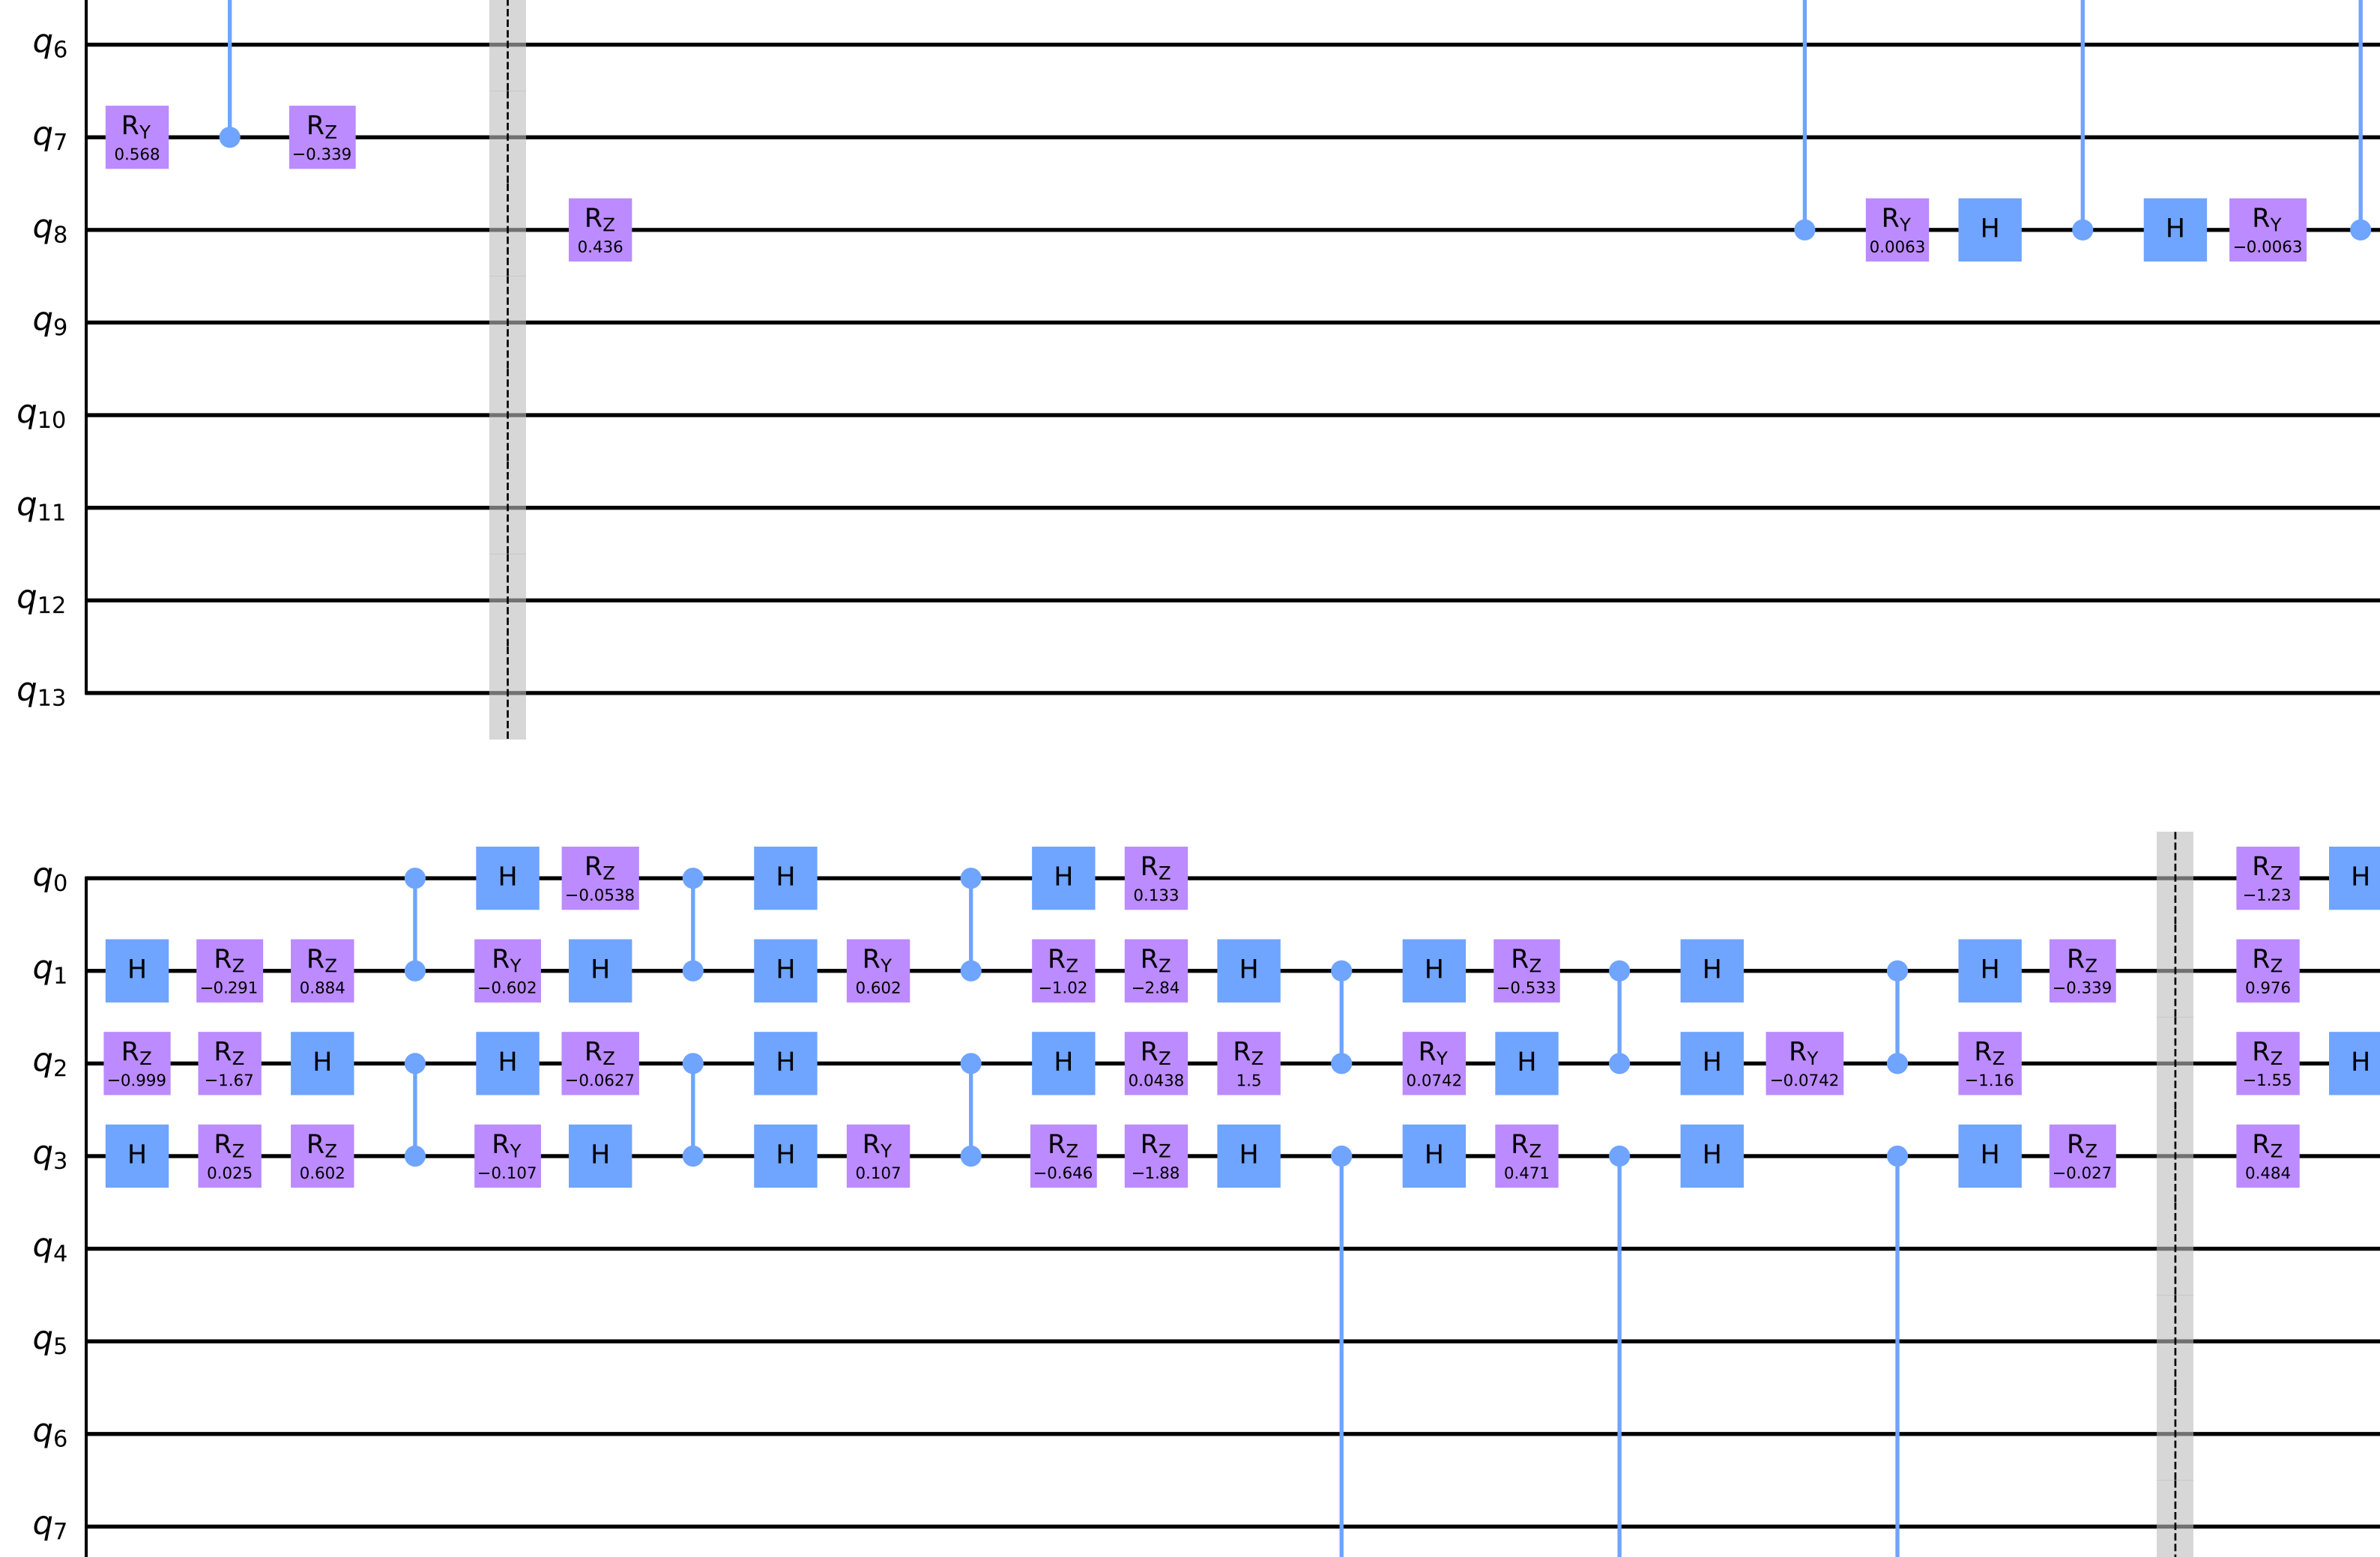 q6
q7 RY 0.568 RZ −0.339
q8 RZ 0.436 RY 0.0063 H H RY −0.0063
q9
q10
q11
q12
q13
q0 H RZ −0.0538 H H RZ 0.133 RZ −1.23 H
q1 H RZ −0.291 RZ 0.884 RY −0.602 H H RY 0.602 RZ −1.02 RZ −2.84 H H RZ −0.533 H H RZ −0.339 RZ 0.976
q2 RZ −0.999 RZ −1.67 H H RZ −0.0627 H H RZ 0.0438 RZ 1.5 RY 0.0742 H H RY −0.0742 RZ −1.16 RZ −1.55 H
q3 H RZ 0.025 RZ 0.602 RY −0.107 H H RY 0.107 RZ −0.646 RZ −1.88 H H RZ 0.471 H H RZ −0.027 RZ 0.484
q4
q5
q6
q7